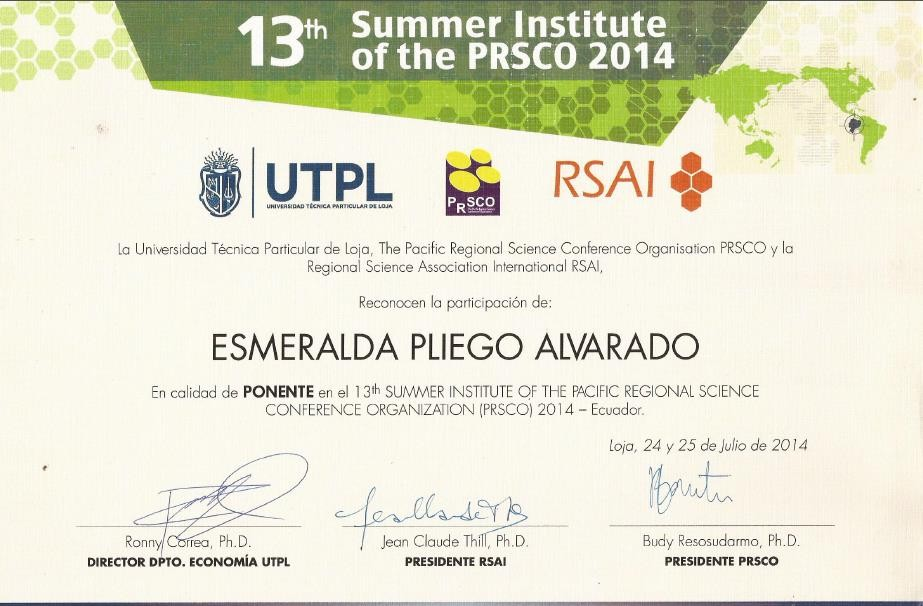 13th Summer Institute
of the PRSCO 2014
UTPL
UNIVERSIDAD TÉCNICA PARTICULAR DE LOJA
PRSCO
RSAI
La Universidad Técnica Particular de Loja, The Pacific Regional Science Conference Organisation PRSCO y la
Regional Science Association International RSAI,
Reconocen la participación de:
ESMERALDA PLIEGO ALVARADO
En calidad de PONENTE en el 13th SUMMER INSTITUTE OF THE PACIFIC REGIONAL SCIENCE
CONFERENCE ORGANIZATION (PRSCO) 2014 – Ecuador.
Loja, 24 y 25 de Julio de 2014
Ronny Correa, Ph.D.
DIRECTOR DPTO. ECONOMÍA UTPL
Jean Claude Thill, Ph.D.
PRESIDENTE RSAI
Budy Resosudarmo, Ph.D.
PRESIDENTE PRSCO